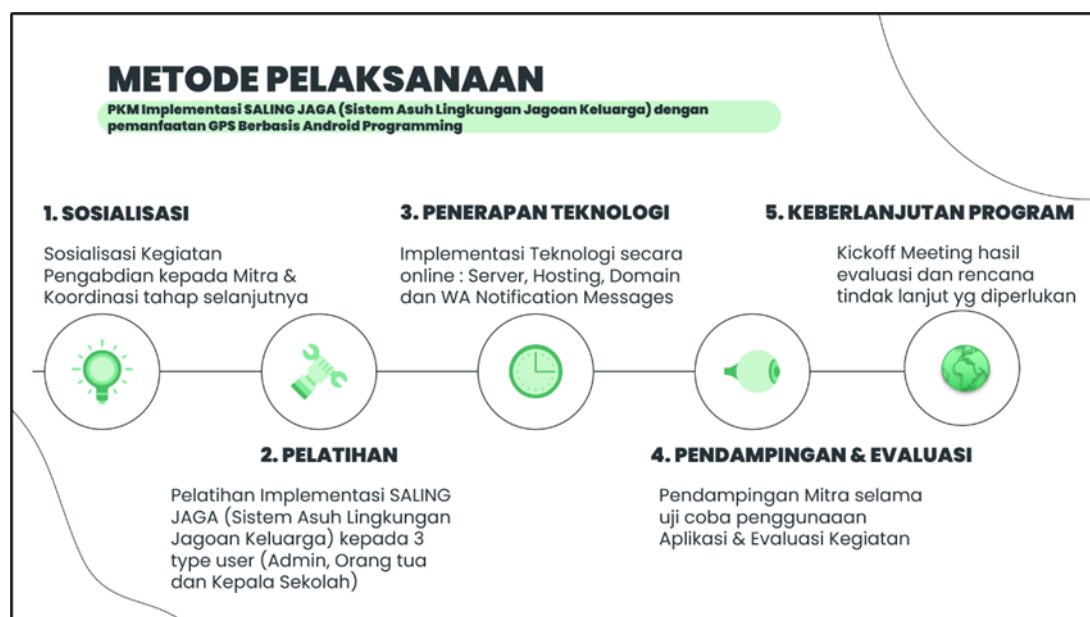 METODE PELAKSANAAN
PKM Implementasi SALING JAGA (Sistem Asuh Lingkungan Jagoan Keluarga) dengan
pemanfaatan GPS Berbasis Android Programming
1. SOSIALISASI
Sosialisasi Kegiatan
Pengabdian kepada Mitra &
Koordinasi tahap selanjutnya
2. PELATIHAN
Pelatihan Implementasi SALING
JAGA (Sistem Asuh Lingkungan
Jagoan Keluarga) kepada 3
type user (Admin, Orang tua
dan Kepala Sekolah)
3. PENERAPAN TEKNOLOGI
Implementasi Teknologi secara
online : Server, Hosting, Domain
dan WA Notification Messages
4. PENDAMPINGAN & EVALUASI
Pendampingan Mitra selama
uji coba penggunaaan
Aplikasi & Evaluasi Kegiatan
5. KEBERLANJUTAN PROGRAM
Kickoff Meeting hasil
evaluasi dan rencana
tindak lanjut yg diperlukan